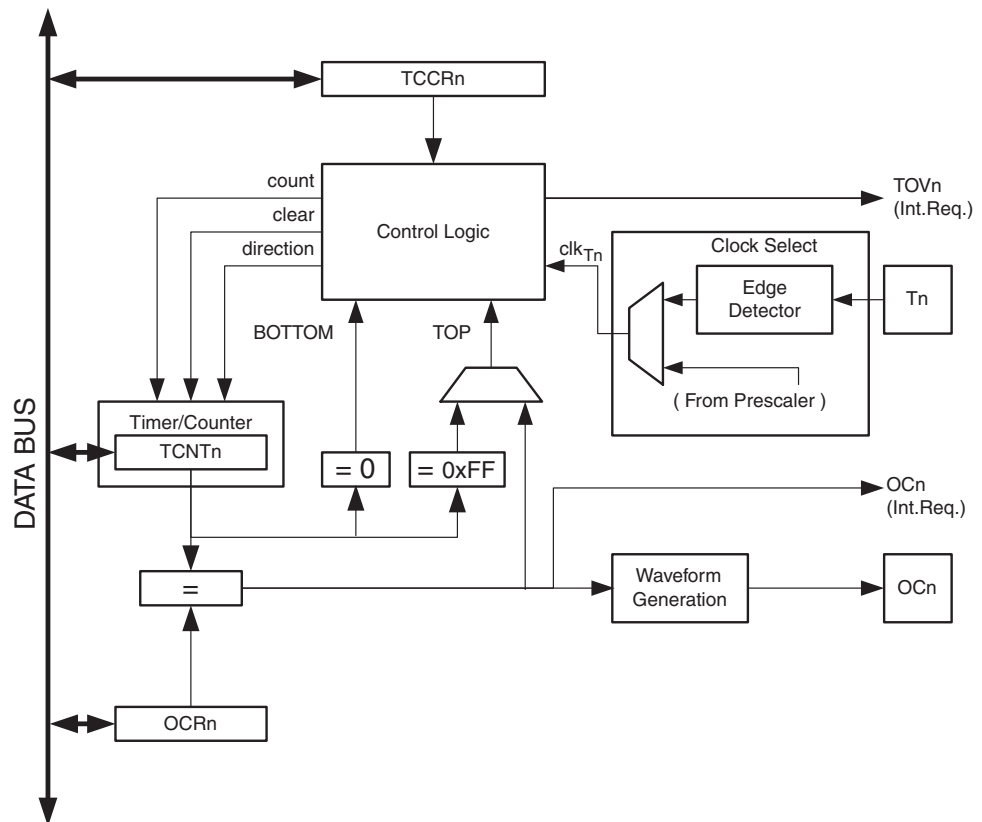 TCCRn
count
clear
direction
Control Logic
TOVn
(Int.Req.)
clkTn
Clock Select
Edge
Detector
Tn
( From Prescaler )
BOTTOM
TOP
DATA BUS
Timer/Counter
TCNTn
= 0
= 0xFF
OCn
(Int.Req.)
=
Waveform
Generation
OCn
OCRn